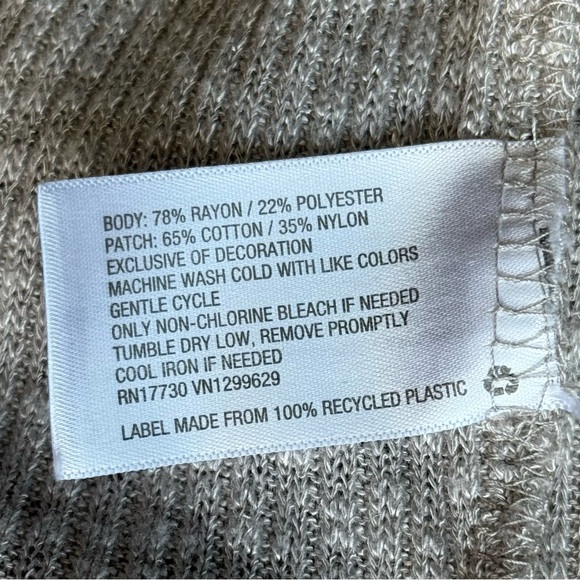 BODY: 78% RAYON / 22% POLYESTER
PATCH: 65% COTTON / 35% NYLON
EXCLUSIVE OF DECORATION
MACHINE WASH COLD WITH LIKE COLORS
GENTLE CYCLE
ONLY NON-CHLORINE BLEACH IF NEEDED
TUMBLE DRY LOW, REMOVE PROMPTLY
COOL IRON IF NEEDED
RN17730 VN1299629
LABEL MADE FROM 100% RECYCLED PLASTIC